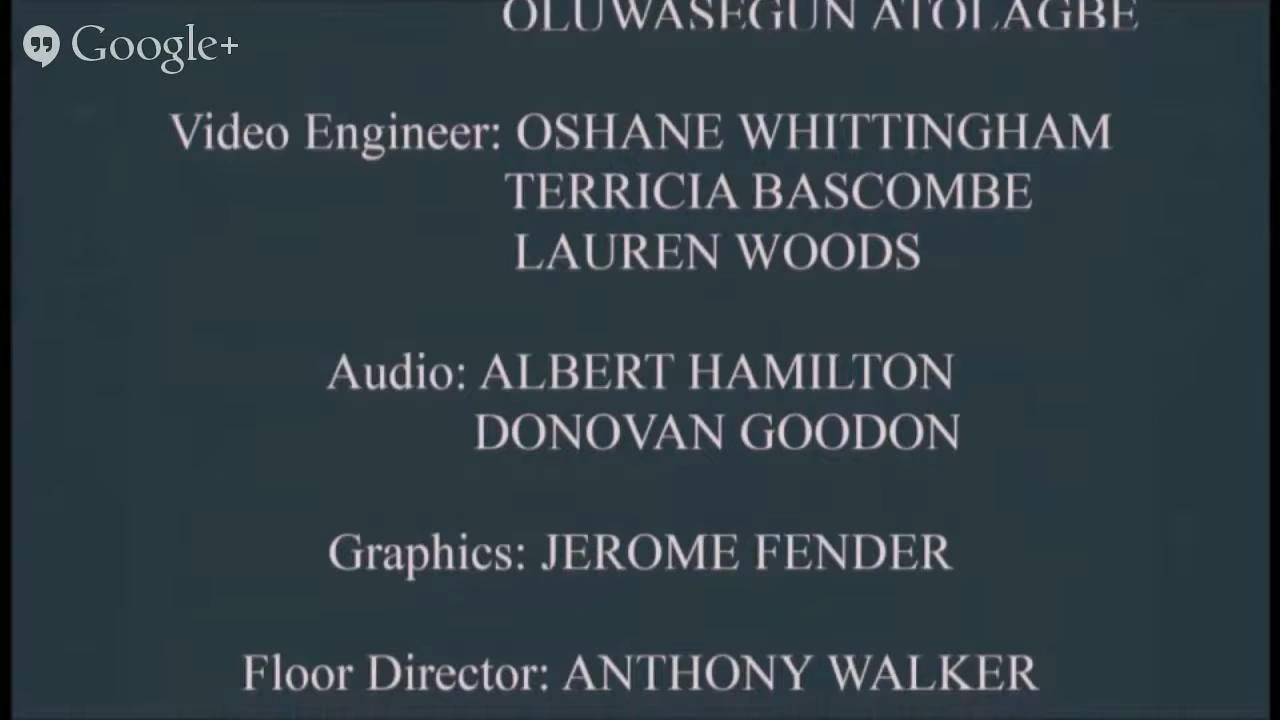 OLUWASEGUN ATOLAGBE
Google+
Video Engineer: OSHANE WHITTINGHAM
TERRICIA BASCOMBE
LAUREN WOODS
Audio: ALBERT HAMILTON
DONOVAN GOODON
Graphics: JEROME FENDER
Floor Director: ANTHONY WALKER